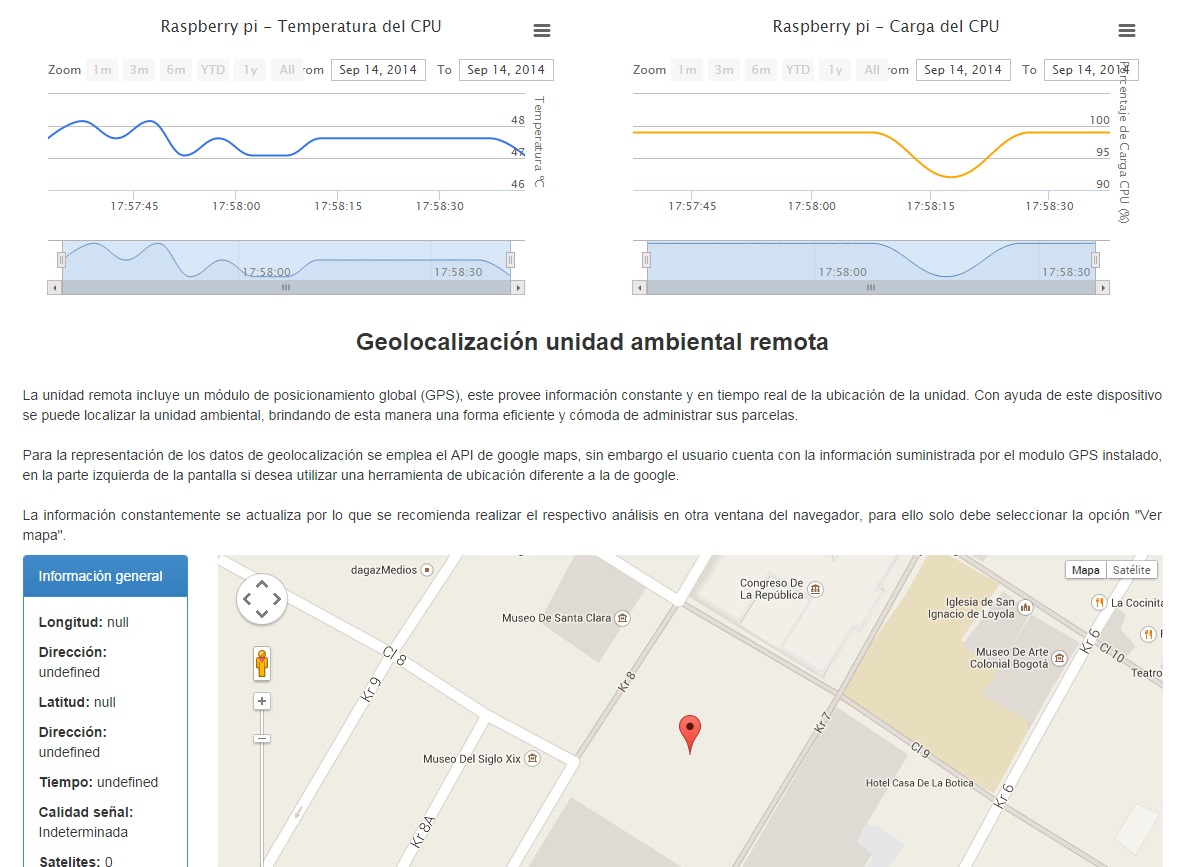 Raspberry pi - Temperatura del CPU
Zoom 1m 3m 6m YTD 1y All rom Sep 14, 2014 To Sep 14, 2014
48
47
46
Temperatura ℃
17:57:45 17:58:00 17:58:15 17:58:30
17:58:00 17:58:30
Raspberry pi - Carga del CPU
Zoom 1m 3m 6m YTD 1y All rom Sep 14, 2014 To Sep 14, 2014
100
95
90
Porcentaje de Carga CPU (%)
17:57:45 17:58:00 17:58:15 17:58:30
17:58:00 17:58:30
Geolocalización unidad ambiental remota
La unidad remota incluye un módulo de posicionamiento global (GPS), este provee información constante y en tiempo real de la ubicación de la unidad. Con ayuda de este dispositivo
se puede localizar la unidad ambiental, brindando de esta manera una forma eficiente y cómoda de administrar sus parcelas.
Para la representación de los datos de geolocalización se emplea el API de google maps, sin embargo el usuario cuenta con la información suministrada por el modulo GPS instalado,
en la parte izquierda de la pantalla si desea utilizar una herramienta de ubicación diferente a la de google.
La información constantemente se actualiza por lo que se recomienda realizar el respectivo análisis en otra ventana del navegador, para ello solo debe seleccionar la opción "Ver
mapa".
Información general
Longitud: null
Dirección:
undefined
Latitud: null
Dirección:
undefined
Tiempo: undefined
Calidad señal:
Indeterminada
Satelites: 0
Mapa Satélite
dagazMedios
Congreso De
La República
Museo De Santa Clara
Iglesia de San
Ignacio de Loyola
La Cocinita
Museo De Arte
Colonial Bogotá
Teatro
Museo Del Siglo Xix
Hotel Casa De La Botica
Cl 8
Kr 9
Kr 8
Kr 7
Kr 6
Cl 10
Cl 9
Kr 6
Kr 8A